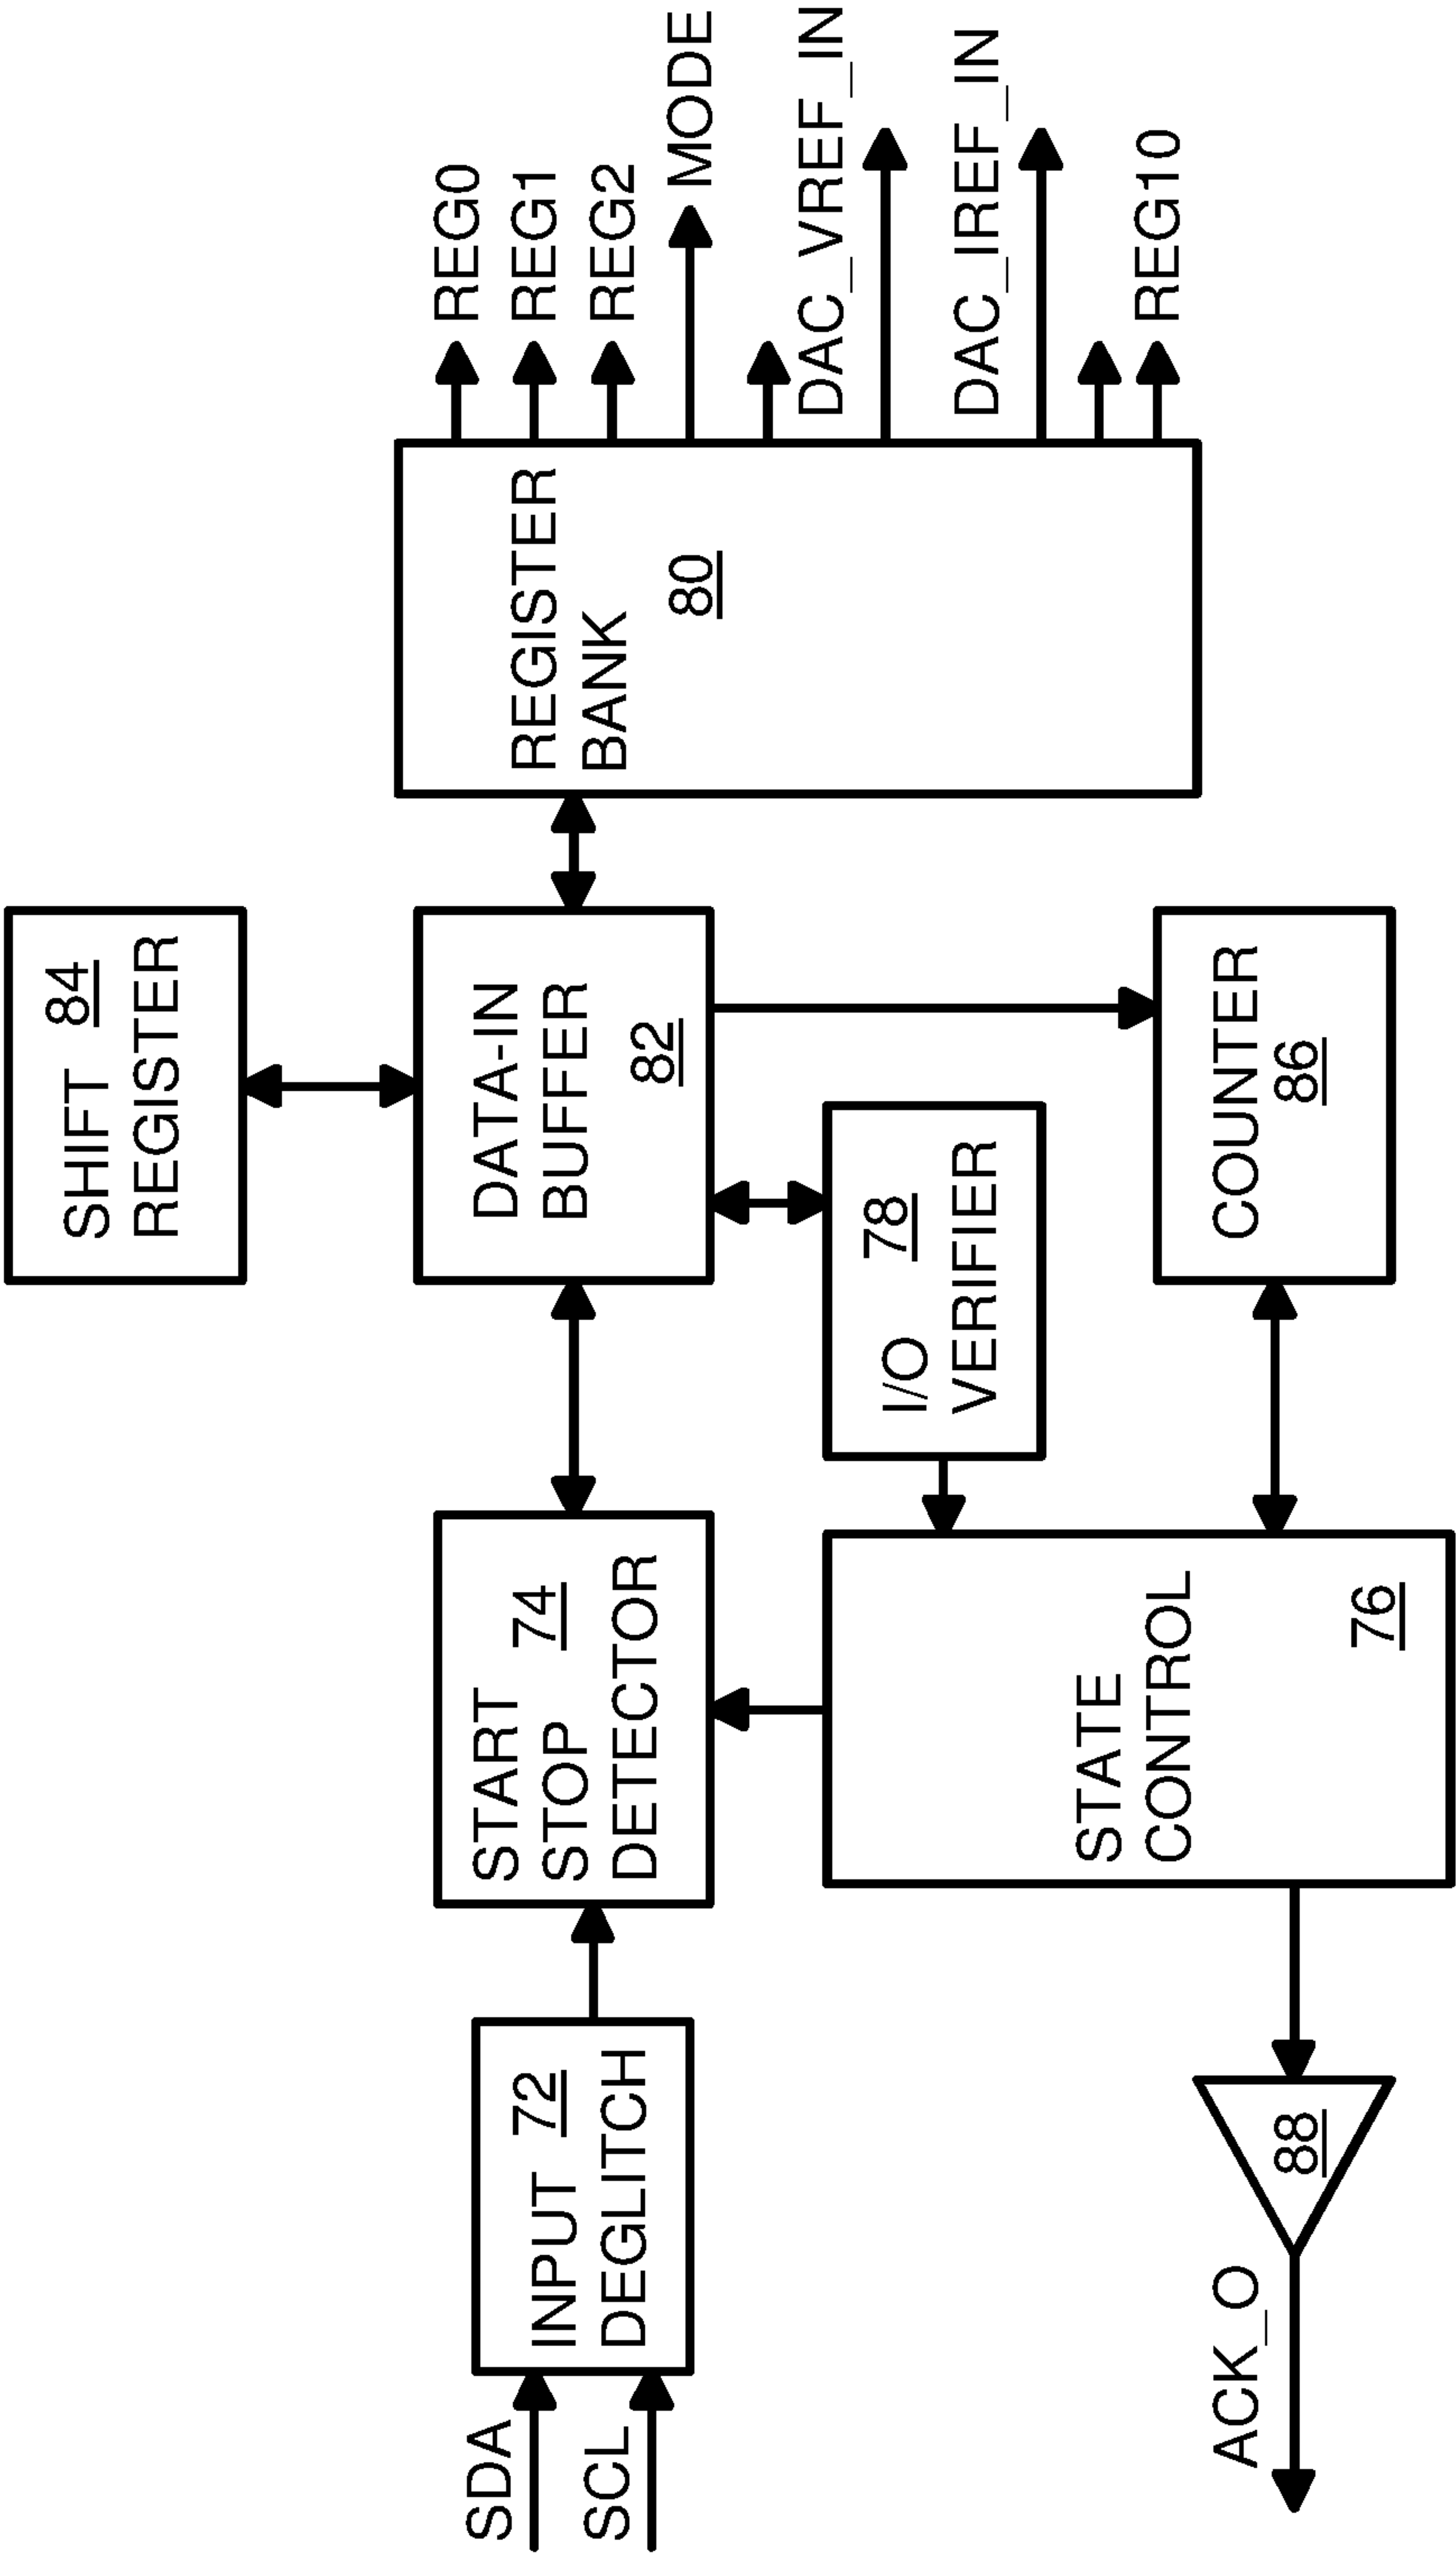 SHIFT 84
REGISTER
SDA
SCL
INPUT 72
DEGLITCH
START
STOP 74
DETECTOR
DATA-IN
BUFFER
82
REGISTER
BANK
80
REG0
REG1
REG2
MODE
DAC_VREF_IN
DAC_IREF_IN
REG10
I/O 78
VERIFIER
STATE
CONTROL
76
COUNTER
86
ACK_O
88